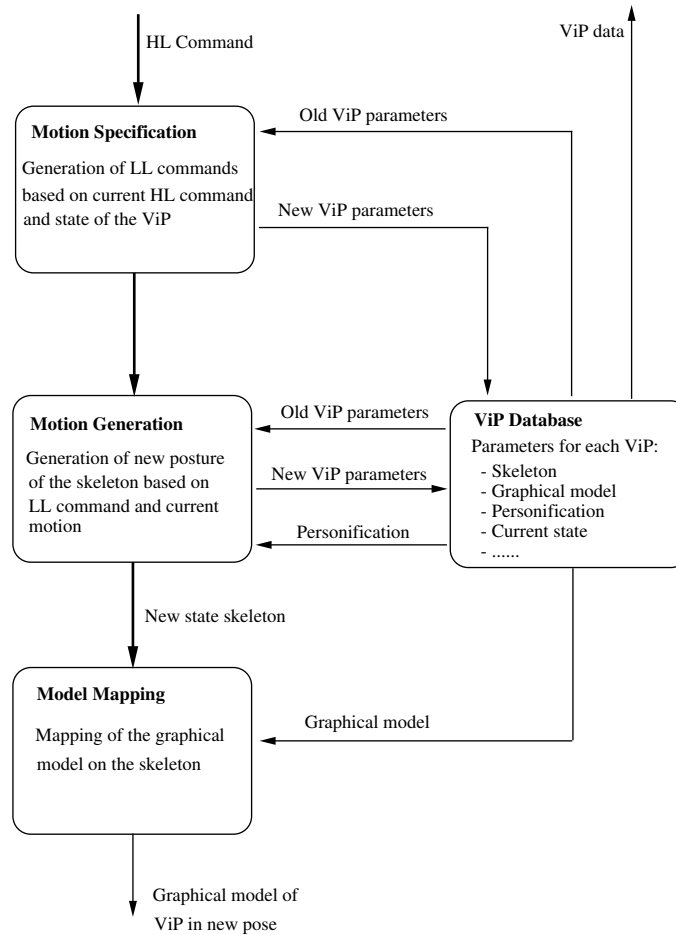 HL Command
ViP data
Motion Specification
Generation of LL commands
based on current HL command
and state of the ViP
Old ViP parameters
New ViP parameters
Motion Generation
Generation of new posture
of the skeleton based on
LL command and current
motion
Old ViP parameters
New ViP parameters
Personification
ViP Database
Parameters for each ViP:
- Skeleton
- Graphical model
- Personification
- Current state
- ......
New state skeleton
Model Mapping
Mapping of the graphical
model on the skeleton
Graphical model
Graphical model of
ViP in new pose